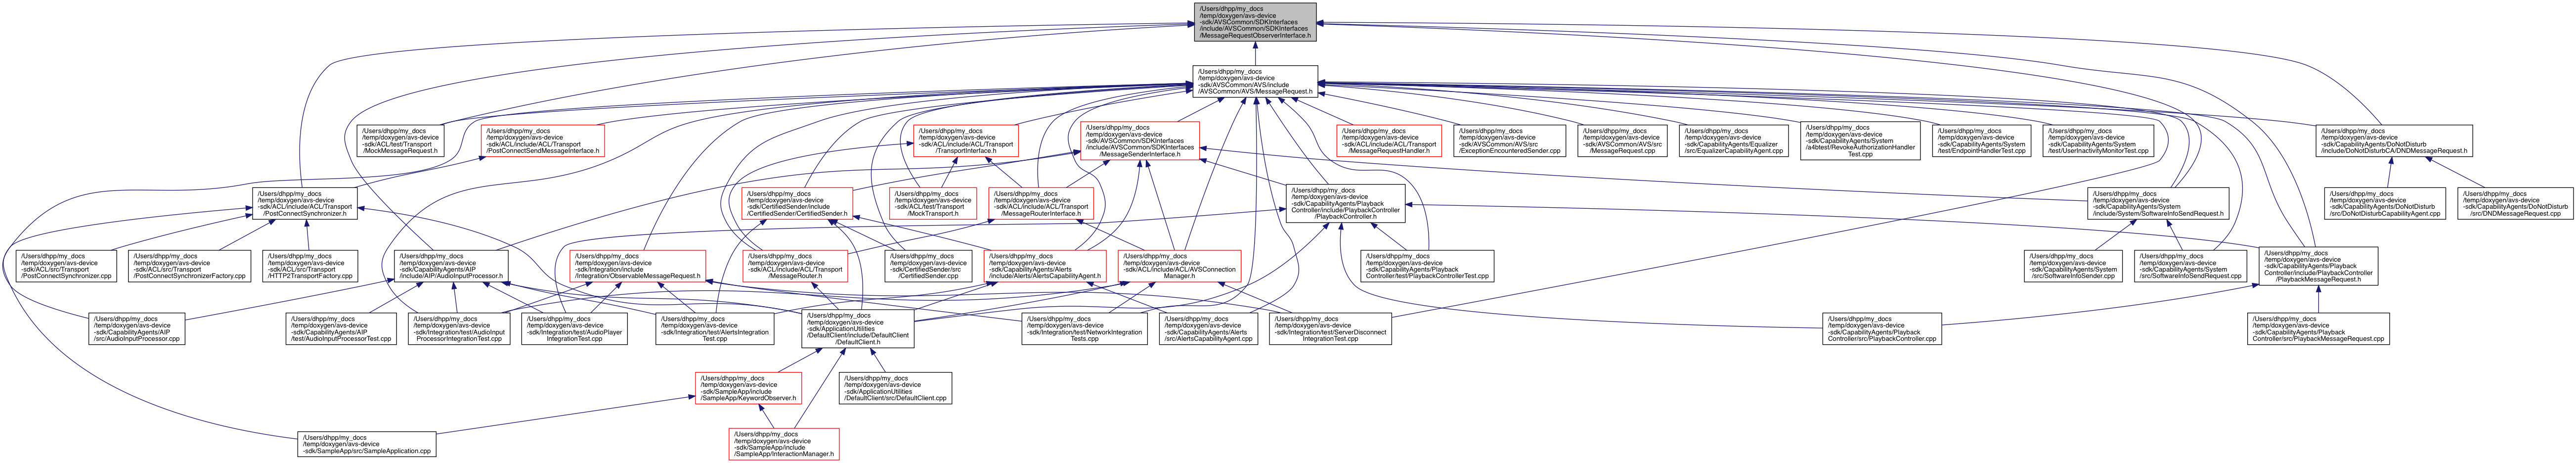 /Users/dhpp/my_docs
/temp/doxygen/avs-device
-sdk/AVSCommon/SDKInterfaces
/include/AVSCommon/SDKInterfaces
/MessageRequestObserverInterface.h
/Users/dhpp/my_docs
/temp/doxygen/avs-device
-sdk/AVSCommon/AVS/include
/AVSCommon/AVS/MessageRequest.h
/Users/dhpp/my_docs
/temp/doxygen/avs-device
-sdk/ACL/test/Transport
/MockMessageRequest.h
/Users/dhpp/my_docs
/temp/doxygen/avs-device
-sdk/ACL/include/ACL/Transport
/PostConnectSendMessageInterface.h
/Users/dhpp/my_docs
/temp/doxygen/avs-device
-sdk/ACL/include/ACL/Transport
/TransportInterface.h
/Users/dhpp/my_docs
/temp/doxygen/avs-device
-sdk/AVSCommon/SDKInterfaces
/include/AVSCommon/SDKInterfaces
/MessageSenderInterface.h
/Users/dhpp/my_docs
/temp/doxygen/avs-device
-sdk/ACL/include/ACL/Transport
/MessageRequestHandler.h
/Users/dhpp/my_docs
/temp/doxygen/avs-device
-sdk/AVSCommon/AVS/src
/ExceptionEncounteredSender.cpp
/Users/dhpp/my_docs
/temp/doxygen/avs-device
-sdk/AVSCommon/AVS/src
/MessageRequest.cpp
/Users/dhpp/my_docs
/temp/doxygen/avs-device
-sdk/CapabilityAgents/Equalizer
/src/EqualizerCapabilityAgent.cpp
/Users/dhpp/my_docs
/temp/doxygen/avs-device
-sdk/CapabilityAgents/System
/a4btest/RevokeAuthorizationHandler
Test.cpp
/Users/dhpp/my_docs
/temp/doxygen/avs-device
-sdk/CapabilityAgents/System
/test/EndpointHandlerTest.cpp
/Users/dhpp/my_docs
/temp/doxygen/avs-device
-sdk/CapabilityAgents/System
/test/UserInactivityMonitorTest.cpp
/Users/dhpp/my_docs
/temp/doxygen/avs-device
-sdk/CapabilityAgents/DoNotDisturb
/include/DoNotDisturbCA/DNDMessageRequest.h
/Users/dhpp/my_docs
/temp/doxygen/avs-device
-sdk/ACL/include/ACL/Transport
/PostConnectSynchronizer.h
/Users/dhpp/my_docs
/temp/doxygen/avs-device
-sdk/CertifiedSender/include
/CertifiedSender/CertifiedSender.h
/Users/dhpp/my_docs
/temp/doxygen/avs-device
-sdk/ACL/test/Transport
/MockTransport.h
/Users/dhpp/my_docs
/temp/doxygen/avs-device
-sdk/ACL/include/ACL/Transport
/MessageRouterInterface.h
/Users/dhpp/my_docs
/temp/doxygen/avs-device
-sdk/CapabilityAgents/Playback
Controller/include/PlaybackController
/PlaybackController.h
/Users/dhpp/my_docs
/temp/doxygen/avs-device
-sdk/CapabilityAgents/System
/include/System/SoftwareInfoSendRequest.h
/Users/dhpp/my_docs
/temp/doxygen/avs-device
-sdk/CapabilityAgents/DoNotDisturb
/src/DoNotDisturbCapabilityAgent.cpp
/Users/dhpp/my_docs
/temp/doxygen/avs-device
-sdk/CapabilityAgents/DoNotDisturb
/src/DNDMessageRequest.cpp
/Users/dhpp/my_docs
/temp/doxygen/avs-device
-sdk/ACL/src/Transport
/PostConnectSynchronizer.cpp
/Users/dhpp/my_docs
/temp/doxygen/avs-device
-sdk/ACL/src/Transport
/PostConnectSynchronizerFactory.cpp
/Users/dhpp/my_docs
/temp/doxygen/avs-device
-sdk/ACL/src/Transport
/HTTP2TransportFactory.cpp
/Users/dhpp/my_docs
/temp/doxygen/avs-device
-sdk/CapabilityAgents/AIP
/include/AIP/AudioInputProcessor.h
/Users/dhpp/my_docs
/temp/doxygen/avs-device
-sdk/Integration/include
/Integration/ObservableMessageRequest.h
/Users/dhpp/my_docs
/temp/doxygen/avs-device
-sdk/ACL/include/ACL/Transport
/MessageRouter.h
/Users/dhpp/my_docs
/temp/doxygen/avs-device
-sdk/CertifiedSender/src
/CertifiedSender.cpp
/Users/dhpp/my_docs
/temp/doxygen/avs-device
-sdk/CapabilityAgents/Alerts
/include/Alerts/AlertsCapabilityAgent.h
/Users/dhpp/my_docs
/temp/doxygen/avs-device
-sdk/ACL/include/ACL/AVSConnection
Manager.h
/Users/dhpp/my_docs
/temp/doxygen/avs-device
-sdk/CapabilityAgents/Playback
Controller/test/PlaybackControllerTest.cpp
/Users/dhpp/my_docs
/temp/doxygen/avs-device
-sdk/CapabilityAgents/System
/src/SoftwareInfoSender.cpp
/Users/dhpp/my_docs
/temp/doxygen/avs-device
-sdk/CapabilityAgents/System
/src/SoftwareInfoSendRequest.cpp
/Users/dhpp/my_docs
/temp/doxygen/avs-device
-sdk/CapabilityAgents/Playback
Controller/include/PlaybackController
/PlaybackMessageRequest.h
/Users/dhpp/my_docs
/temp/doxygen/avs-device
-sdk/CapabilityAgents/AIP
/src/AudioInputProcessor.cpp
/Users/dhpp/my_docs
/temp/doxygen/avs-device
-sdk/CapabilityAgents/AIP
/test/AudioInputProcessorTest.cpp
/Users/dhpp/my_docs
/temp/doxygen/avs-device
-sdk/Integration/test/AudioInput
ProcessorIntegrationTest.cpp
/Users/dhpp/my_docs
/temp/doxygen/avs-device
-sdk/Integration/test/AudioPlayer
IntegrationTest.cpp
/Users/dhpp/my_docs
/temp/doxygen/avs-device
-sdk/Integration/test/AlertsIntegration
Test.cpp
/Users/dhpp/my_docs
/temp/doxygen/avs-device
-sdk/ApplicationUtilities
/DefaultClient/include/DefaultClient
/DefaultClient.h
/Users/dhpp/my_docs
/temp/doxygen/avs-device
-sdk/Integration/test/NetworkIntegration
Tests.cpp
/Users/dhpp/my_docs
/temp/doxygen/avs-device
-sdk/CapabilityAgents/Alerts
/src/AlertsCapabilityAgent.cpp
/Users/dhpp/my_docs
/temp/doxygen/avs-device
-sdk/Integration/test/ServerDisconnect
IntegrationTest.cpp
/Users/dhpp/my_docs
/temp/doxygen/avs-device
-sdk/CapabilityAgents/Playback
Controller/src/PlaybackController.cpp
/Users/dhpp/my_docs
/temp/doxygen/avs-device
-sdk/CapabilityAgents/Playback
Controller/src/PlaybackMessageRequest.cpp
/Users/dhpp/my_docs
/temp/doxygen/avs-device
-sdk/SampleApp/include
/SampleApp/KeywordObserver.h
/Users/dhpp/my_docs
/temp/doxygen/avs-device
-sdk/ApplicationUtilities
/DefaultClient/src/DefaultClient.cpp
/Users/dhpp/my_docs
/temp/doxygen/avs-device
-sdk/SampleApp/src/SampleApplication.cpp
/Users/dhpp/my_docs
/temp/doxygen/avs-device
-sdk/SampleApp/include
/SampleApp/InteractionManager.h